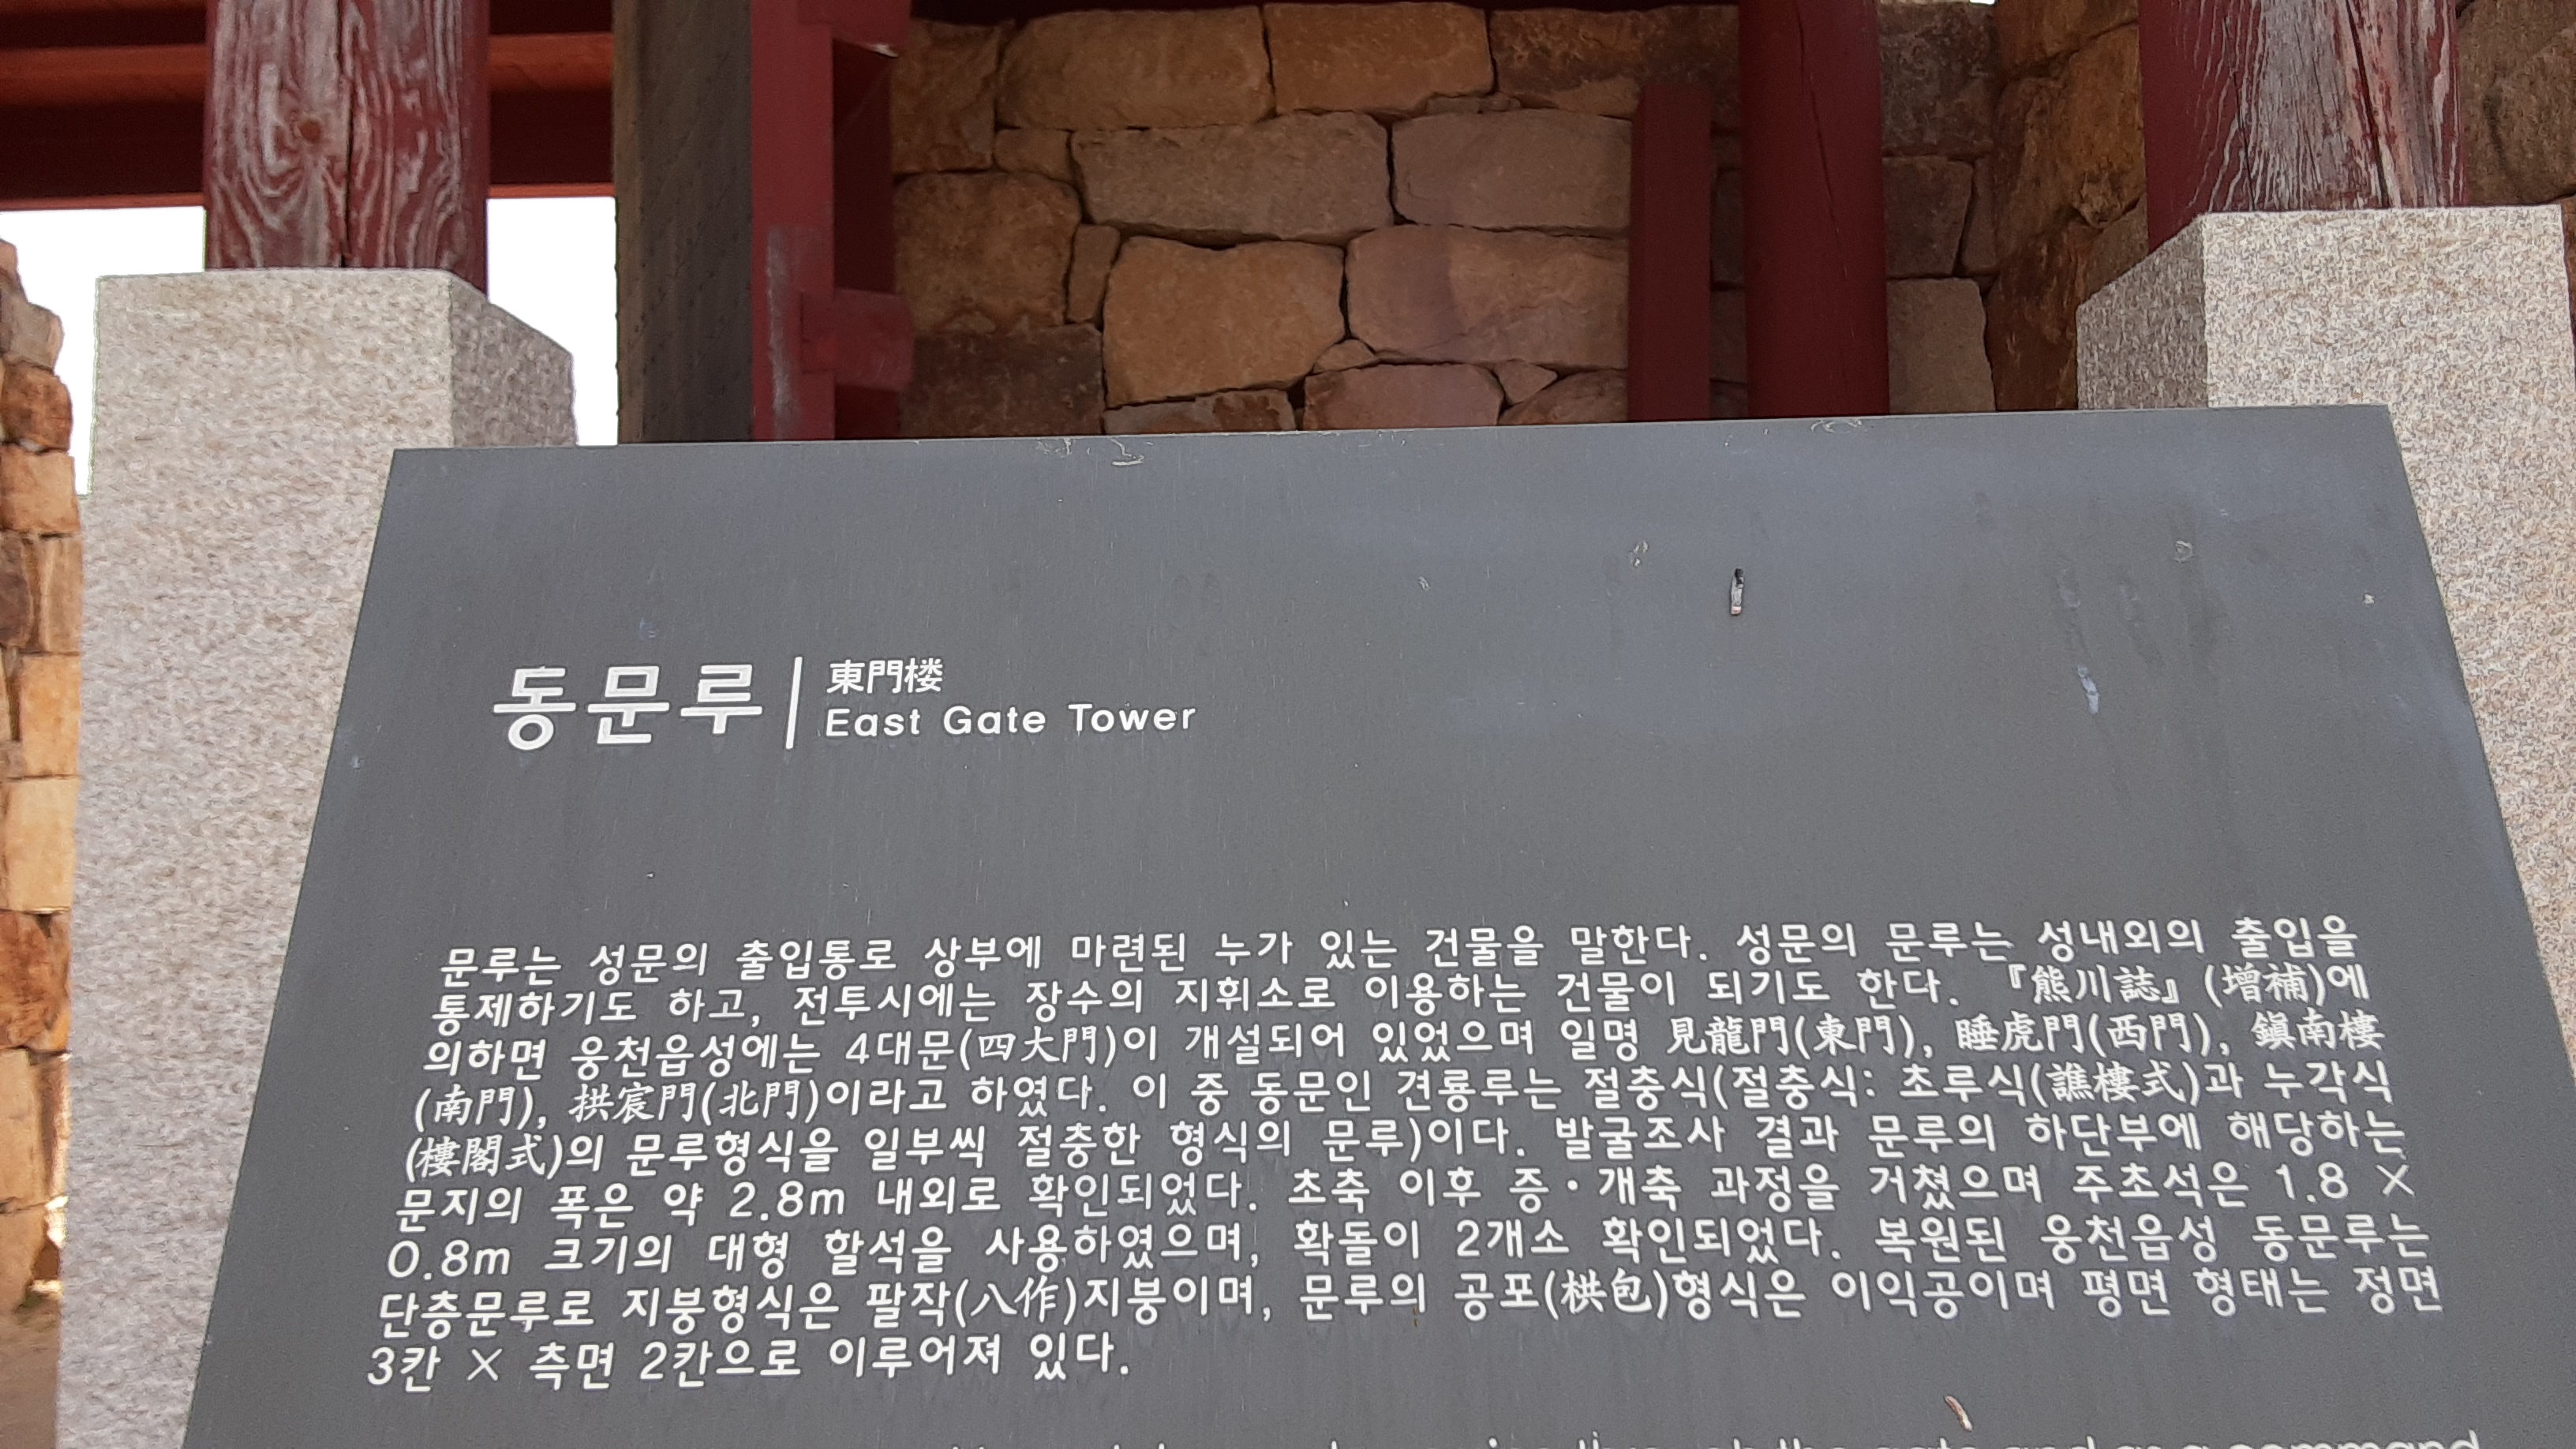 동문루
東門楼
East Gate Tower
문루는 성문의 출입통로 상부에 마련된 누가 있는 건물을 말한다. 성문의 문루는 성내외의 출입을
통제하기도 하고, 전투시에는 장수의 지휘소로 이용하는 건물이 되기도 한다. 『熊川誌』(增補)에
의하면 웅천읍성에는 4대문(四大門)이 개설되어 있었으며 일명 見龍門(東門), 睡虎門(西門), 鎭南樓
(南門), 拱宸門(北門)이라고 하였다. 이 중 동문인 견룡루는 절충식(절충식: 초루식(譙樓式)과 누각식
(樓閣式)의 문루형식을 일부씩 절충한 형식의 문루)이다. 발굴조사 결과 문루의 하단부에 해당하는
문지의 폭은 약 2.8m 내외로 확인되었다. 초축 이후 증·개축 과정을 거쳤으며 주초석은 1.8 ×
0.8m 크기의 대형 할석을 사용하였으며, 확돌이 2개소 확인되었다. 복원된 웅천읍성 동문루는
단층문루로 지붕형식은 팔작(八作)지붕이며, 문루의 공포(栱包)형식은 이익공이며 평면 형태는 정면
3칸 × 측면 2칸으로 이루어져 있다.
the gate and as a command